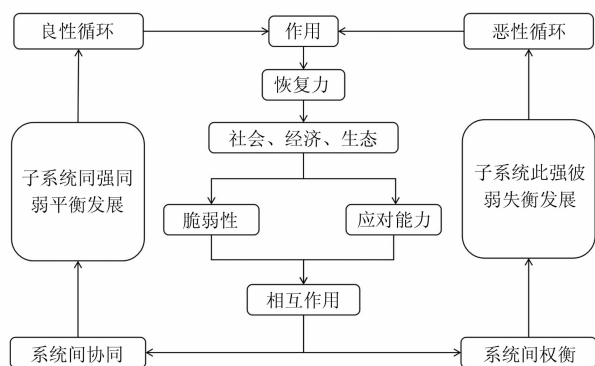 良性循环
作用
恶性循环
恢复力
社会、经济、生态
子系统同强同
弱平衡发展
子系统此强彼
弱失衡发展
脆弱性
应对能力
相互作用
系统间协同
系统间权衡